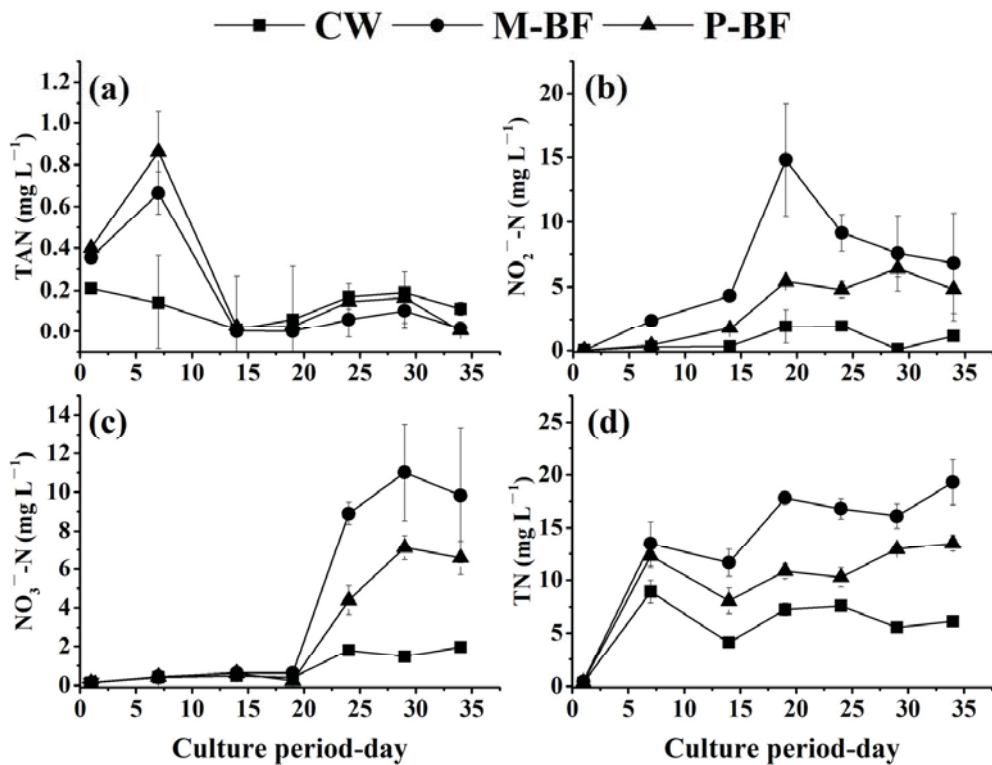 CW M-BF P-BF
(a)
1.2
1.0
0.8
0.6
0.4
0.2
0.0
TAN (mg L⁻¹)
0 5 10 15 20 25 30 35
(b)
20
15
10
5
0
NO₂⁻-N (mg L⁻¹)
0 5 10 15 20 25 30 35
(c)
14
12
10
8
6
4
2
0
NO₃⁻-N (mg L⁻¹)
0 5 10 15 20 25 30 35
Culture period-day
(d)
25
20
15
10
5
0
TN (mg L⁻¹)
0 5 10 15 20 25 30 35
Culture period-day